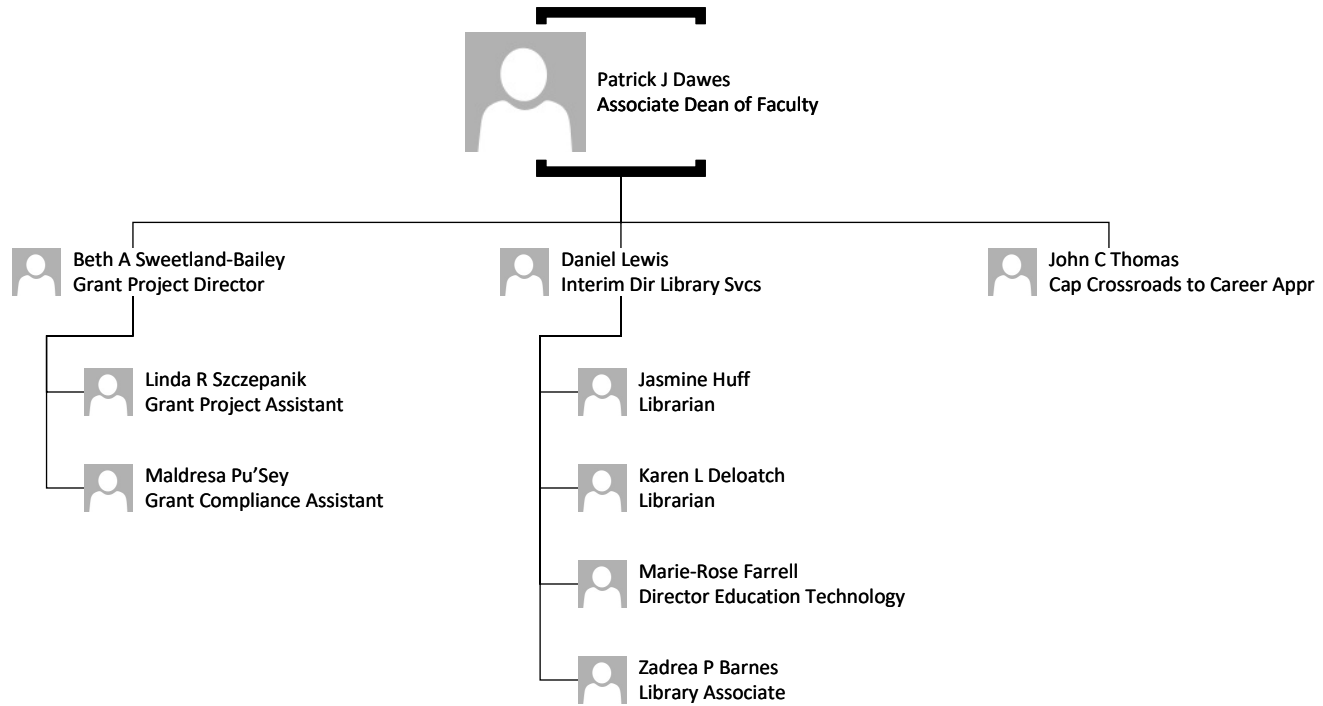 Patrick J Dawes
Associate Dean of Faculty
Beth A Sweetland-Bailey
Grant Project Director
Daniel Lewis
Interim Dir Library Svcs
John C Thomas
Cap Crossroads to Career Appr
Linda R Szczepanik
Grant Project Assistant
Maldresa Pu’Sey
Grant Compliance Assistant
Jasmine Huff
Librarian
Karen L Deloatch
Librarian
Marie-Rose Farrell
Director Education Technology
Zadrea P Barnes
Library Associate